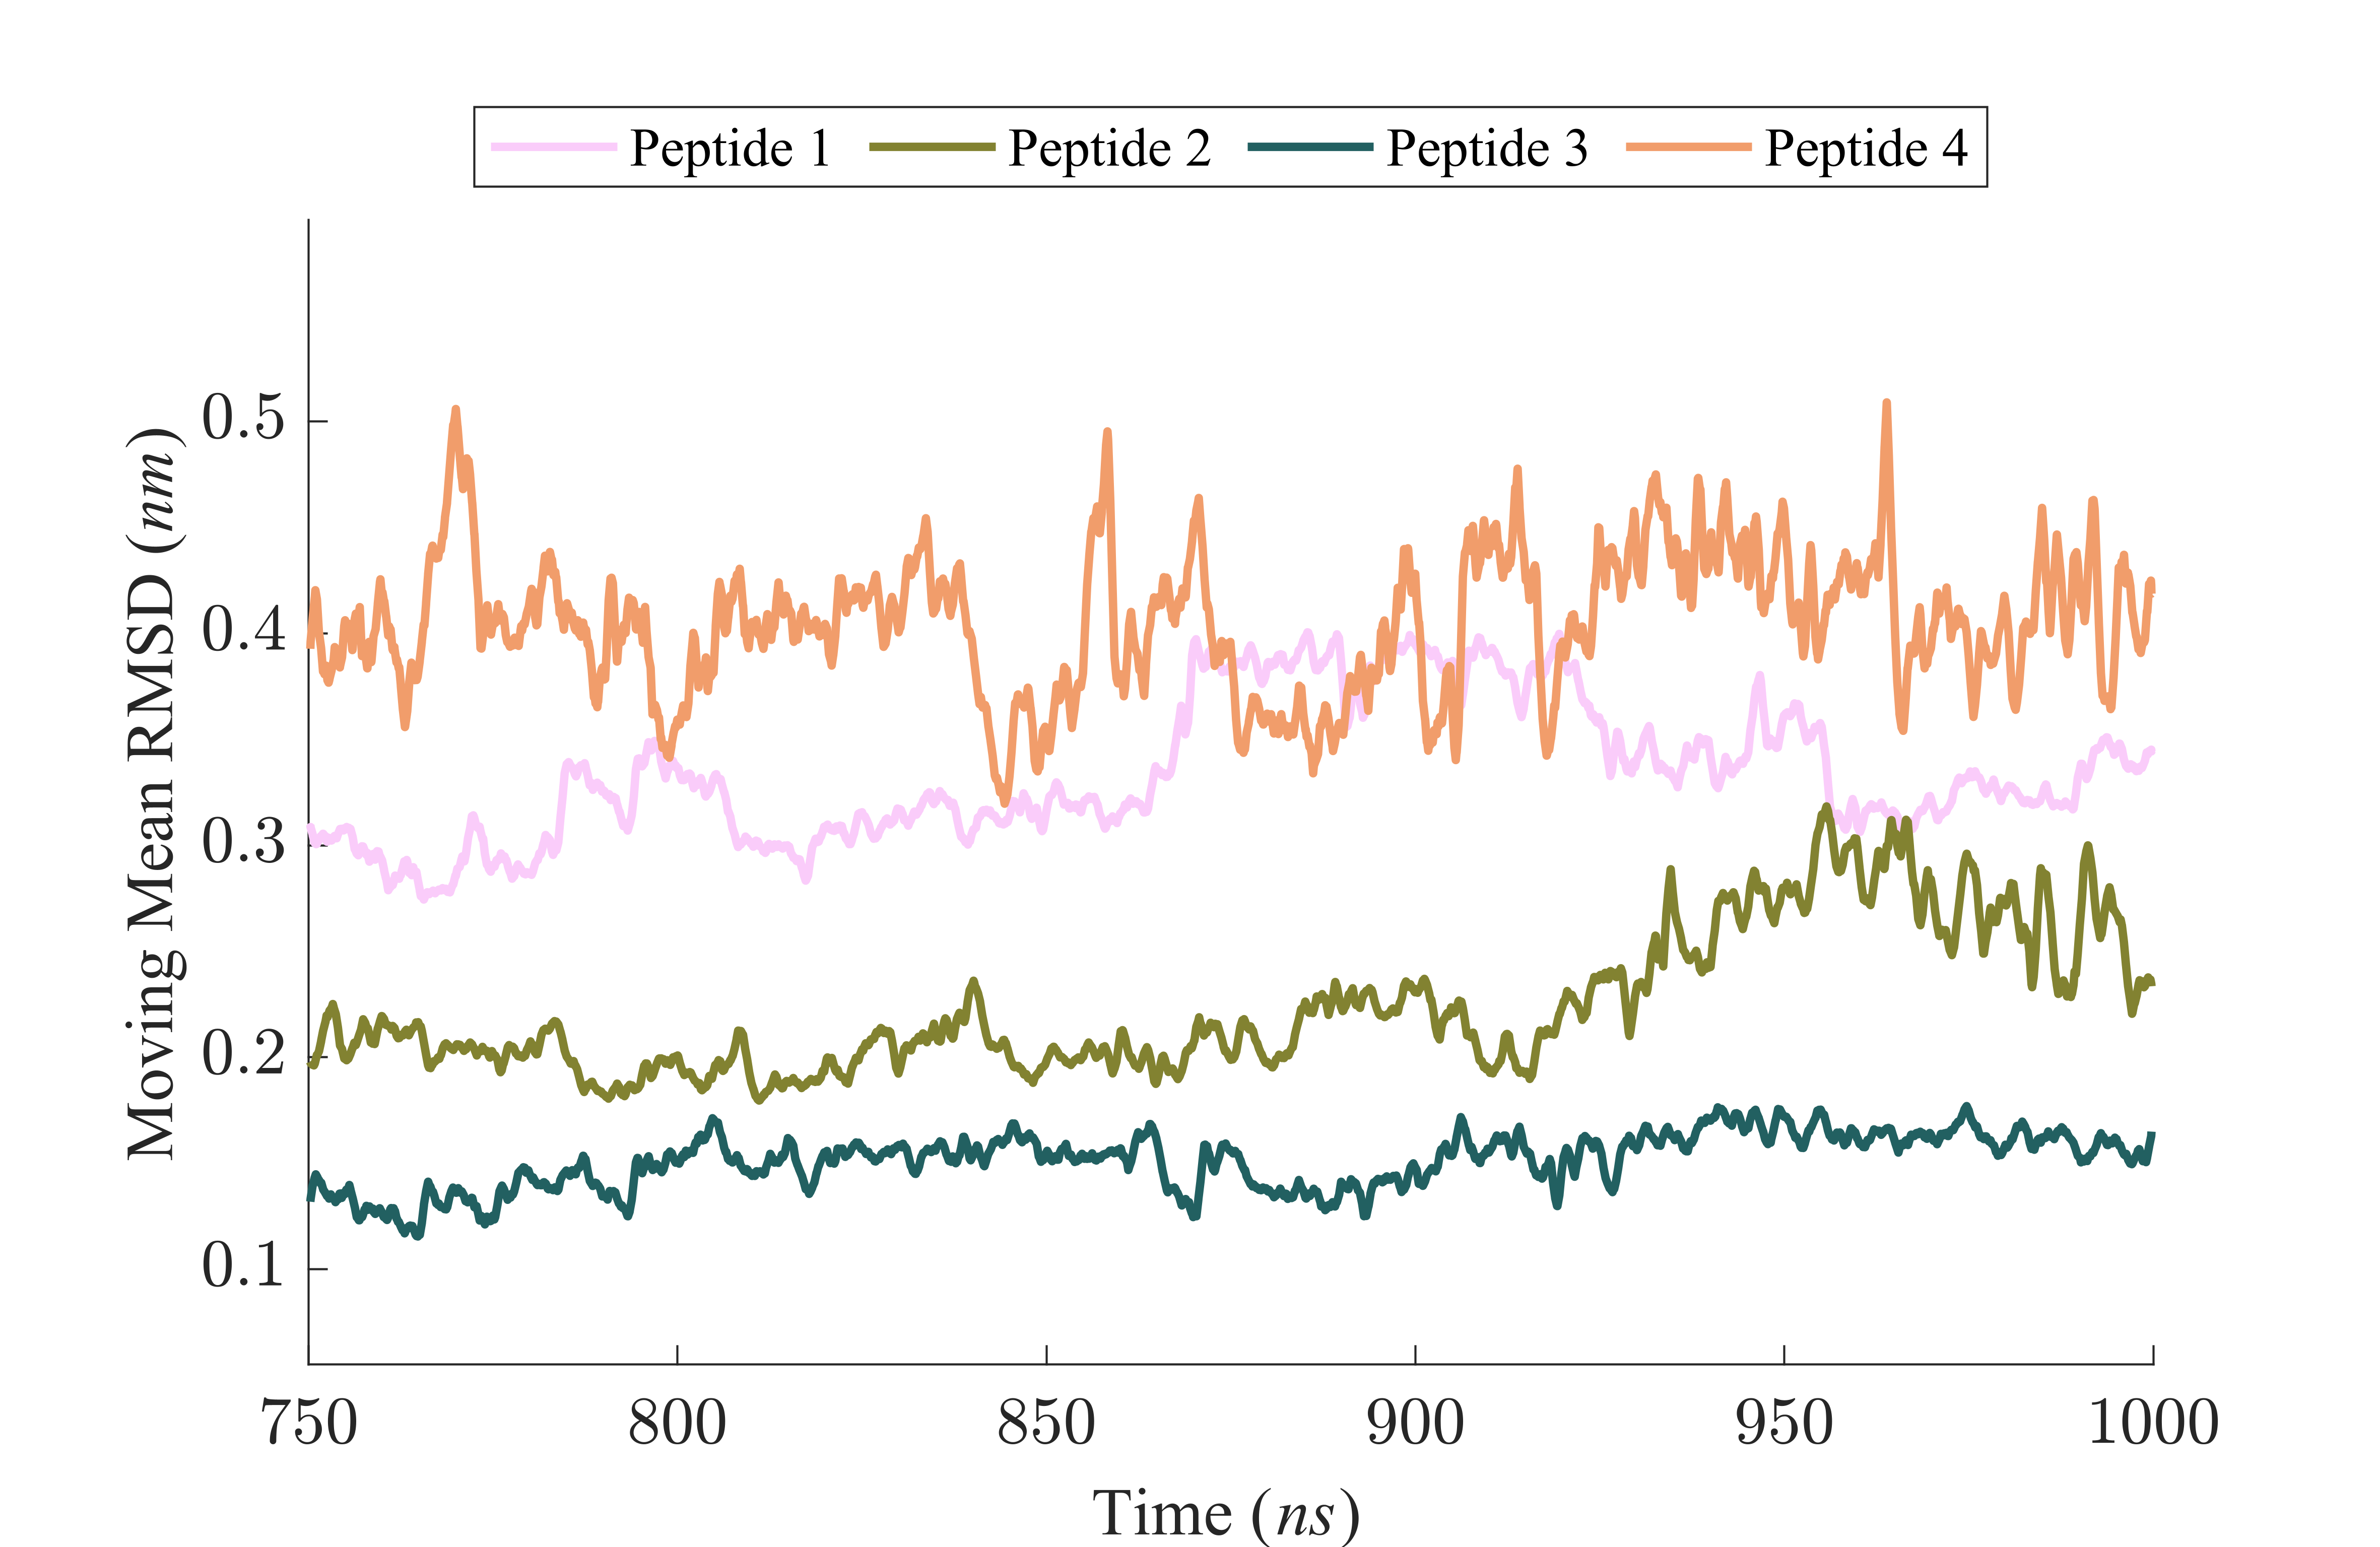 Peptide 1 Peptide 2 Peptide 3 Peptide 4
Moving Mean RMSD (nm)
0.5
0.4
0.3
0.2
0.1
750 800 850 900 950 1000
Time (ns)